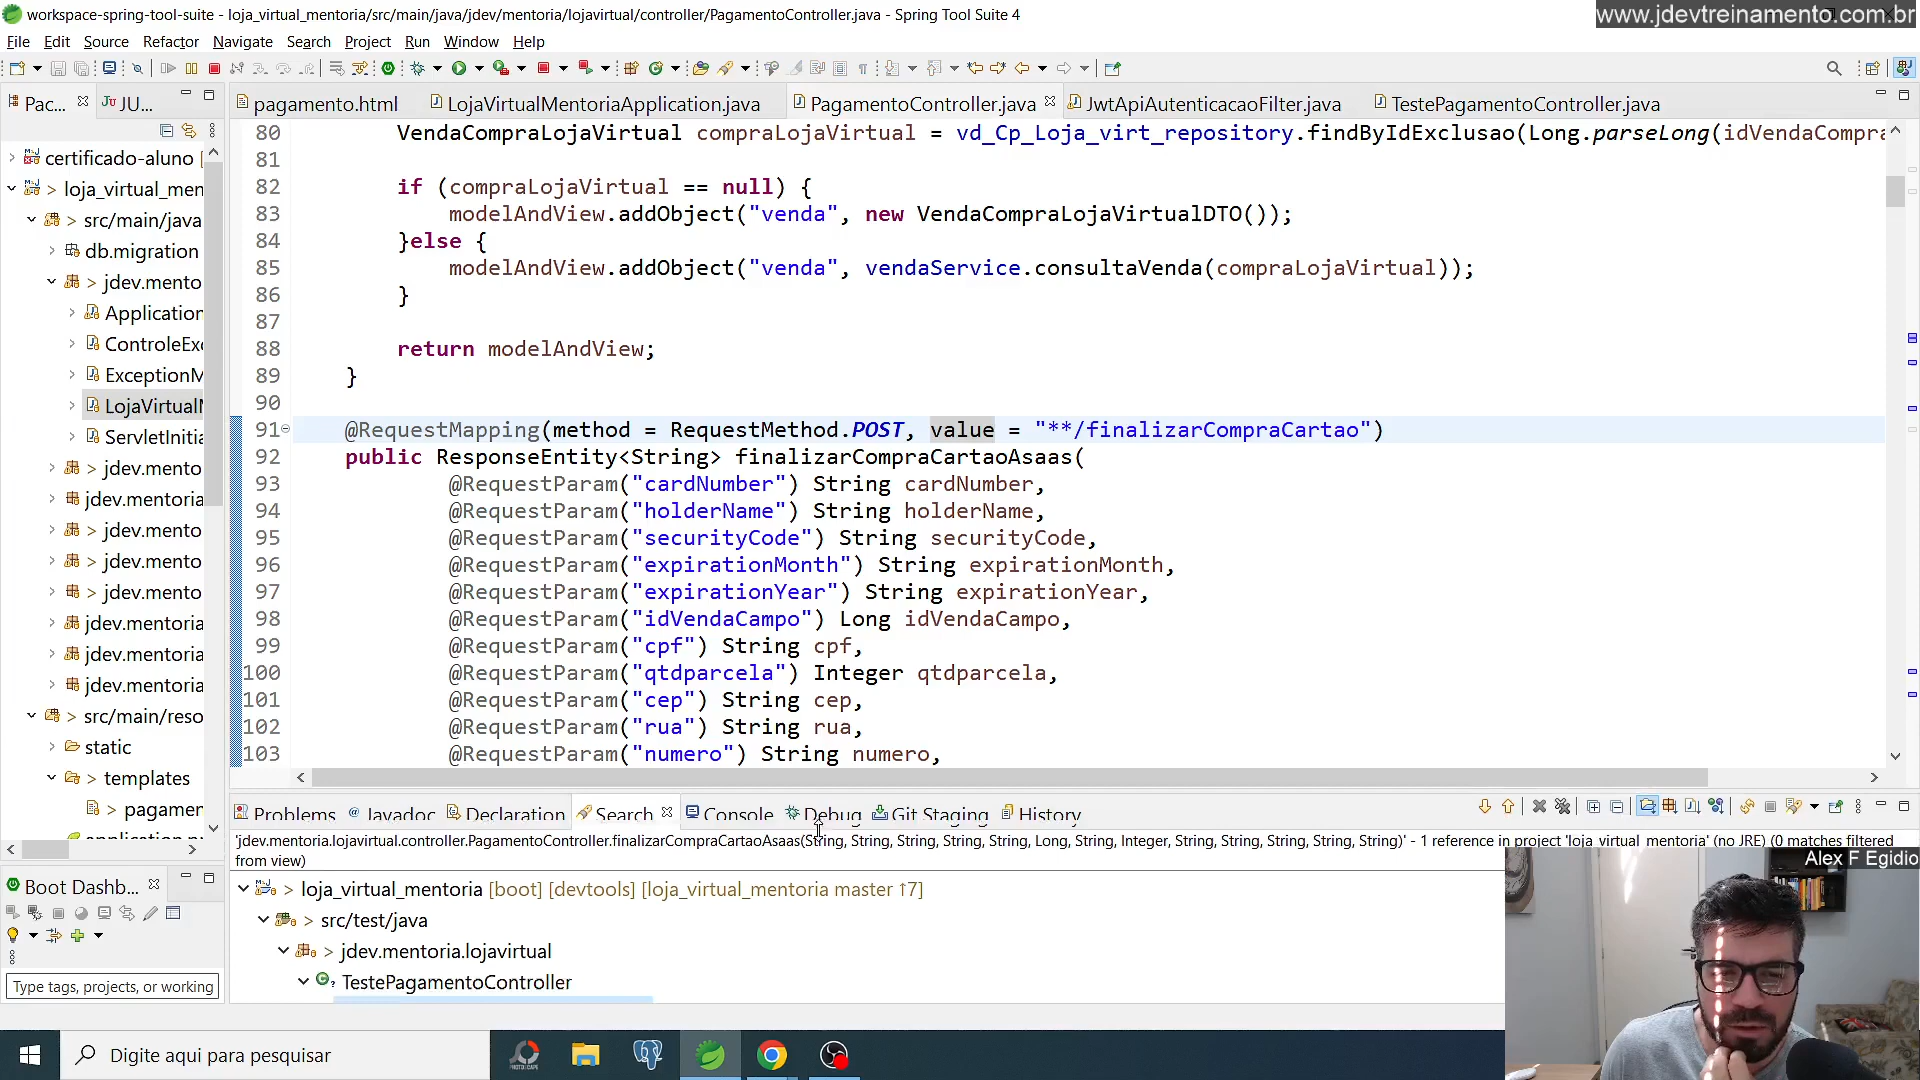 workspace-spring-tool-suite - loja_virtual_mentoria/src/main/java/jdev/mentoria/lojavirtual/controller/PagamentoController.java - Spring Tool Suite 4
www.jdevtreinamento.com.br
File Edit Source Refactor Navigate Search Project Run Window Help
Pac... JU...
pagamento.html LojaVirtualMentoriaApplication.java PagamentoController.java JwtApiAutenticacaoFilter.java TestePagamentoController.java
certificado-aluno [
> loja_virtual_men
> src/main/java
db.migration
> jdev.mento
Application
ControleExc
ExceptionM
LojaVirtualM
ServletInitia
> jdev.mento
jdev.mentoria
> jdev.mento
> jdev.mento
> jdev.mento
jdev.mentoria
jdev.mentoria
jdev.mentoria
> src/main/reso
static
> templates
> pagamen
80 VendaCompraLojaVirtual compraLojaVirtual = vd_Cp_Loja_virt_repository.findByIdExclusao(Long.parseLong(idVendaCompra
81
82 if (compraLojaVirtual == null) {
83 modelAndView.addObject("venda", new VendaCompraLojaVirtualDTO());
84 }else {
85 modelAndView.addObject("venda", vendaService.consultaVenda(compraLojaVirtual));
86 }
87
88 return modelAndView;
89 }
90
91 @RequestMapping(method = RequestMethod.POST, value = "**/finalizarCompraCartao")
92 public ResponseEntity<String> finalizarCompraCartaoAsaas(
93 @RequestParam("cardNumber") String cardNumber,
94 @RequestParam("holderName") String holderName,
95 @RequestParam("securityCode") String securityCode,
96 @RequestParam("expirationMonth") String expirationMonth,
97 @RequestParam("expirationYear") String expirationYear,
98 @RequestParam("idVendaCampo") Long idVendaCampo,
99 @RequestParam("cpf") String cpf,
100 @RequestParam("qtdparcela") Integer qtdparcela,
101 @RequestParam("cep") String cep,
102 @RequestParam("rua") String rua,
103 @RequestParam("numero") String numero,
Problems @ Javadoc Declaration Search Console Debug Git Staging History
'jdev.mentoria.lojavirtual.controller.PagamentoController.finalizarCompraCartaoAsaas(String, String, String, String, String, Long, String, Integer, String, String, String, String, String, String)' - 1 reference in project 'loja_virtual_mentoria' (no JRE) (0 matches filtered
from view)
> loja_virtual_mentoria [boot] [devtools] [loja_virtual_mentoria master ↑7]
> src/test/java
> jdev.mentoria.lojavirtual
TestePagamentoController
Boot Dashb...
Type tags, projects, or working
Alex F Egidio
Digite aqui para pesquisar